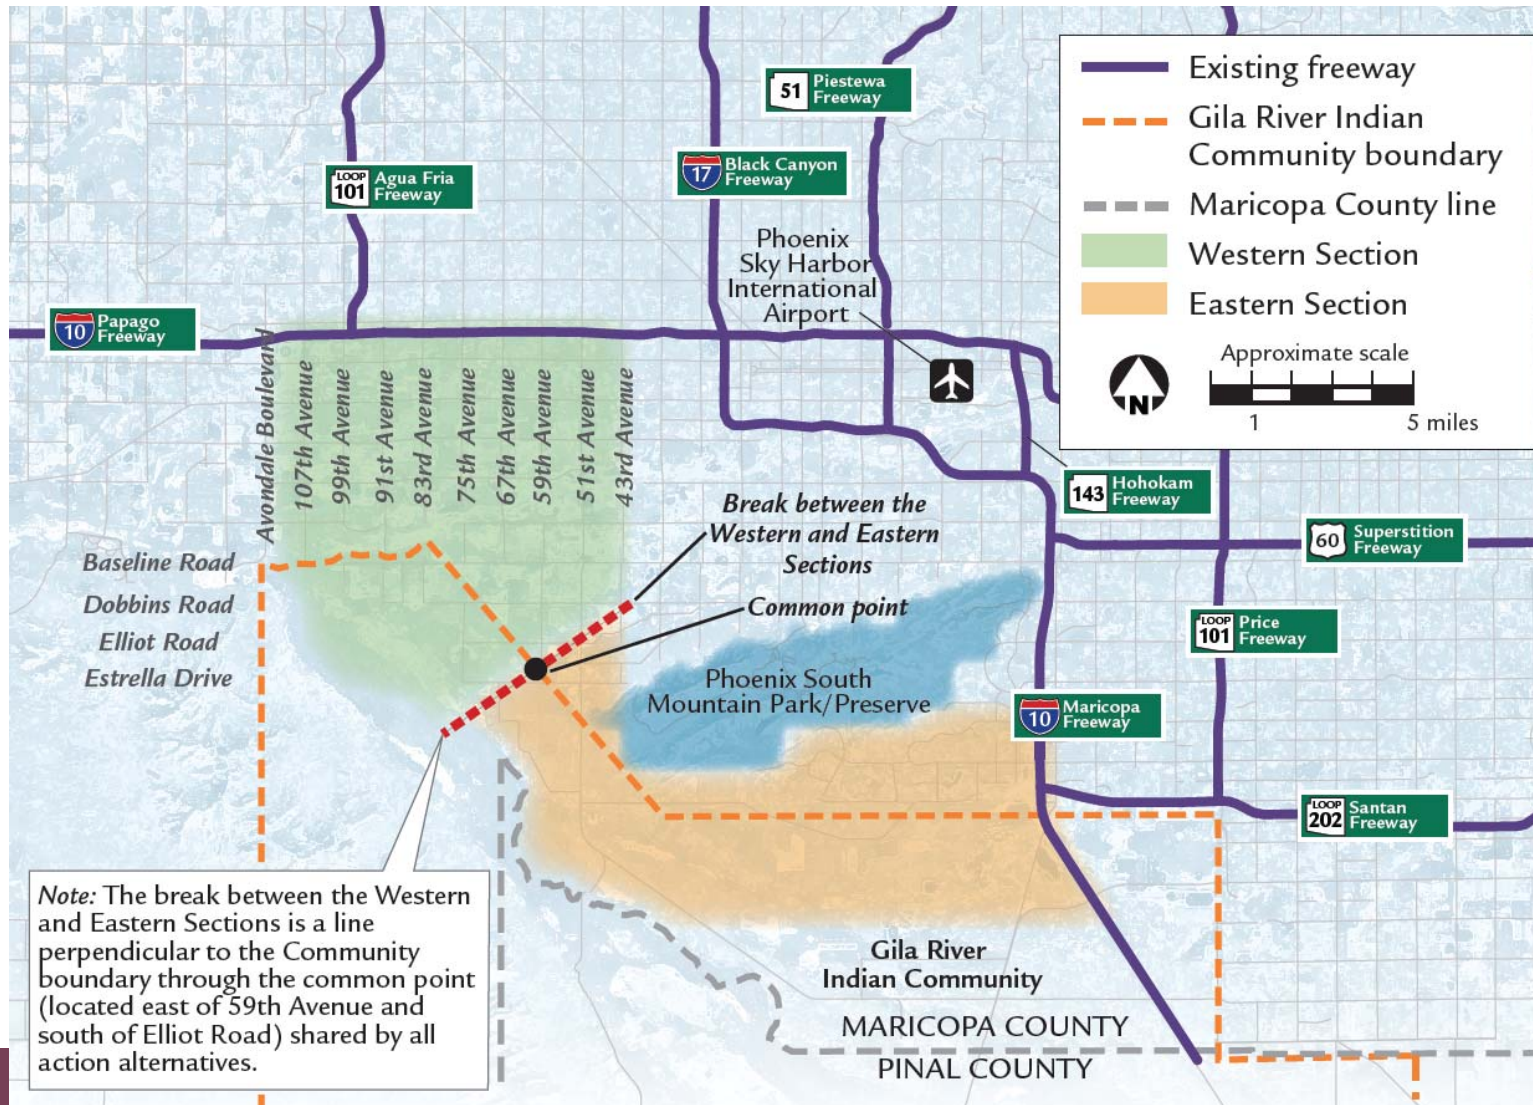 51
Piestewa
Freeway
Existing freeway
Gila River Indian
Community boundary
Maricopa County line
Western Section
Eastern Section
Approximate scale
N
1
5 miles
LOOP
101
Agua Fria
Freeway
17
Black Canyon
Freeway
Phoenix
Sky Harbor
International
Airport
10
Papago
Freeway
Avondale Boulevard
107th Avenue
99th Avenue
91st Avenue
83rd Avenue
75th Avenue
67th Avenue
59th Avenue
51st Avenue
43rd Avenue
143
Hohokam
Freeway
Break between the
Western and Eastern
Sections
60
Superstition
Freeway
Baseline Road
Dobbins Road
Elliot Road
Estrella Drive
Common point
LOOP
101
Price
Freeway
Phoenix South
Mountain Park/Preserve
10
Maricopa
Freeway
LOOP
202
Santan
Freeway
Note: The break between the Western
and Eastern Sections is a line
perpendicular to the Community
boundary through the common point
(located east of 59th Avenue and
south of Elliot Road) shared by all
action alternatives.
Gila River
Indian Community
MARICOPA COUNTY
PINAL COUNTY